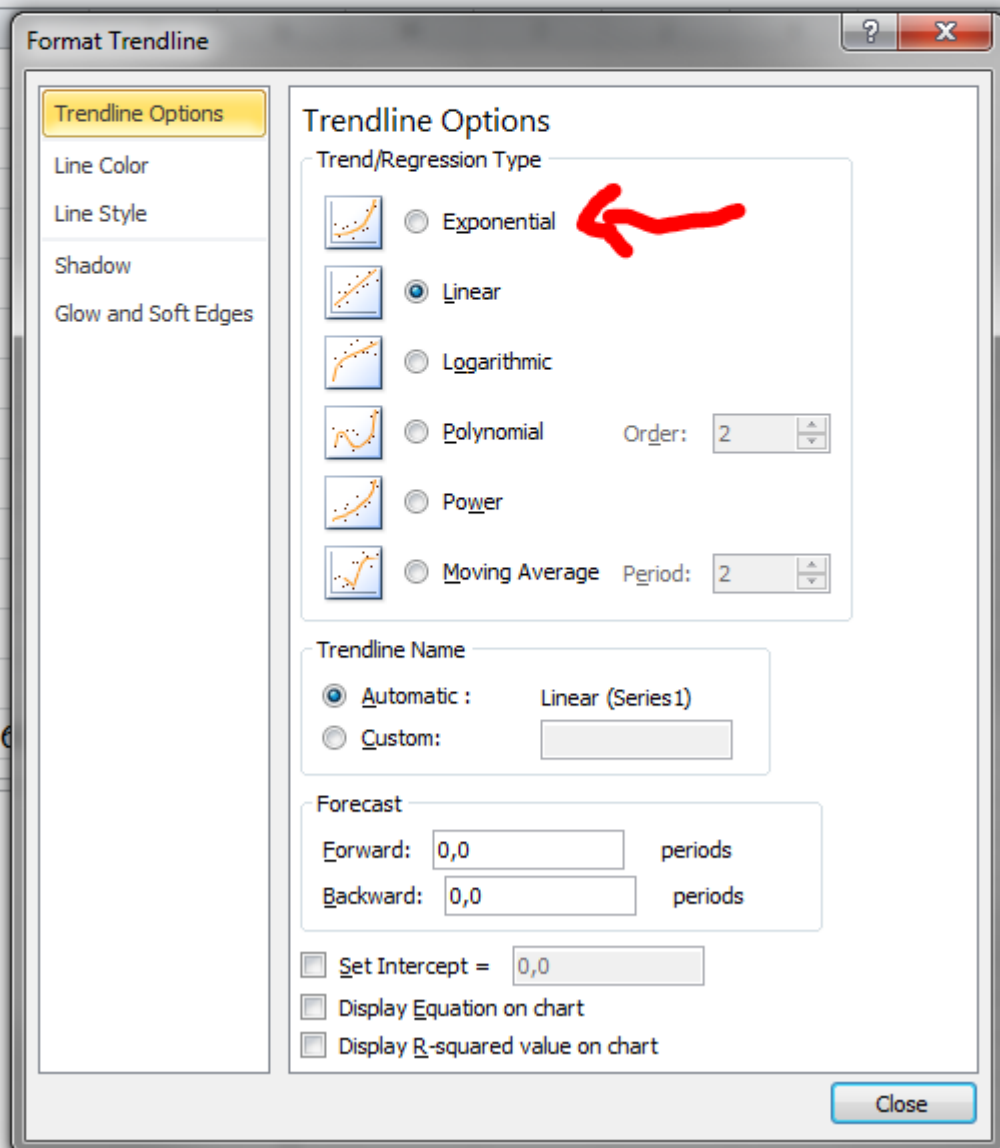 Format Trendline
Trendline Options
Line Color
Line Style
Shadow
Glow and Soft Edges
Trendline Options
Trend/Regression Type
Exponential
Linear
Logarithmic
Polynomial Order: 2
Power
Moving Average Period: 2
Trendline Name
Automatic : Linear (Series1)
Custom:
Forecast
Forward: 0,0 periods
Backward: 0,0 periods
Set Intercept = 0,0
Display Equation on chart
Display R-squared value on chart
Close